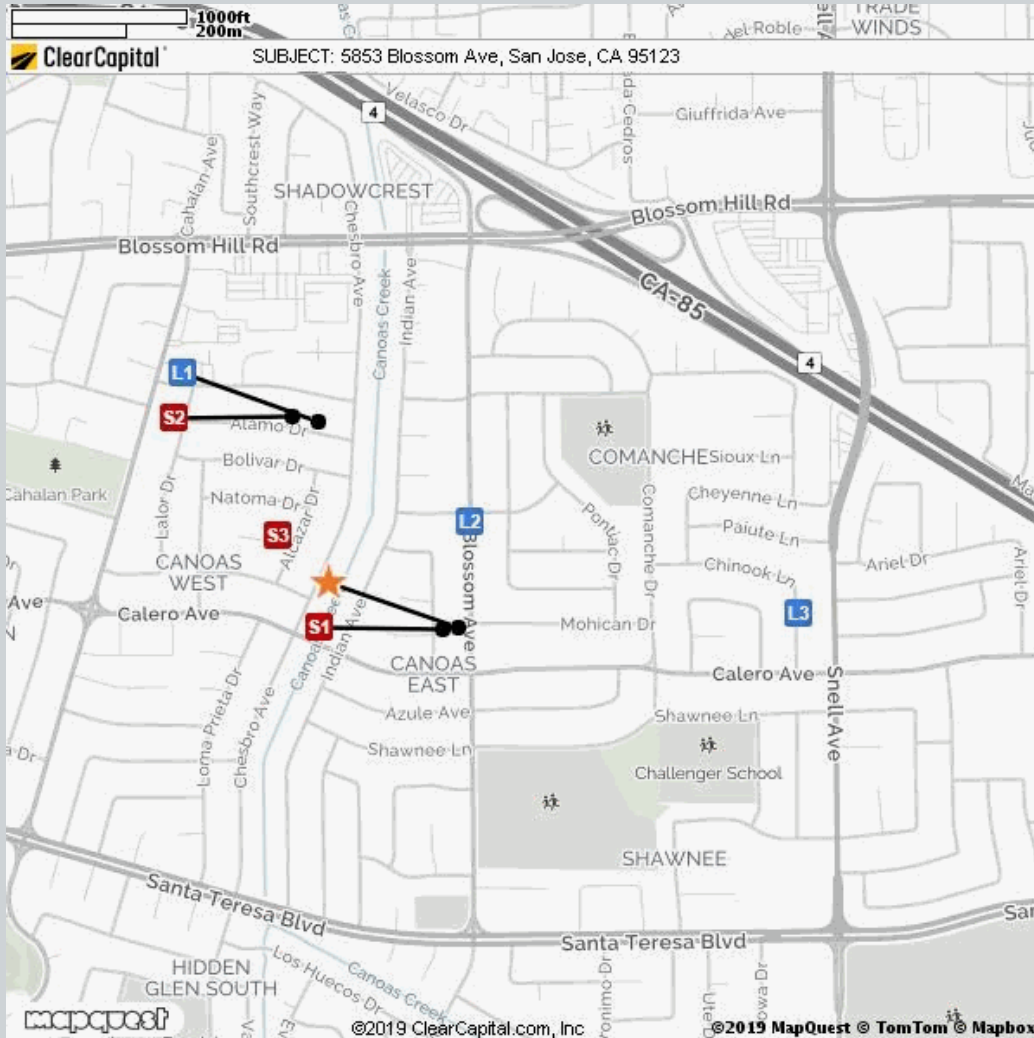 1000ft
200m
TRADE
WINDS
del Roble
ClearCapital
SUBJECT: 5853 Blossom Ave, San Jose, CA 95123
Velasco Dr
4
Giuffrida Ave
Cahalan Ave
Southcrest Way
SHADOWCREST
Chesbro Ave
Blossom Hill Rd
Blossom Hill Rd
Canoas Creek
Indian Ave
CA-85
4
L1
S2
Alamo Dr
Bolivar Dr
COMANCHE
Sioux Ln
Cahalan Park
Natoma Dr
Lalor Dr
Alcazar Dr
Cheyenne Ln
Pontiac Dr
Comanche Dr
Paiute Ln
L2
S3
CANOAS
WEST
Blossom Ave
Chinook Ln
Ariel Dr
Ariel Dr
Ave
Calero Ave
S1
Indian Ave
Mohican Dr
L3
CANOAS
EAST
Calero Ave
Snell Ave
Loma Prieta Dr
Chesbro Ave
Azule Ave
Shawnee Ln
Shawnee Ln
Challenger School
SHAWNEE
Santa Teresa Blvd
Santa Teresa Blvd
HIDDEN
GLEN SOUTH
Los Huecos Dr
Canoas Creek
mapquest
©2019 ClearCapital.com, Inc
©2019 MapQuest © TomTom © Mapbox